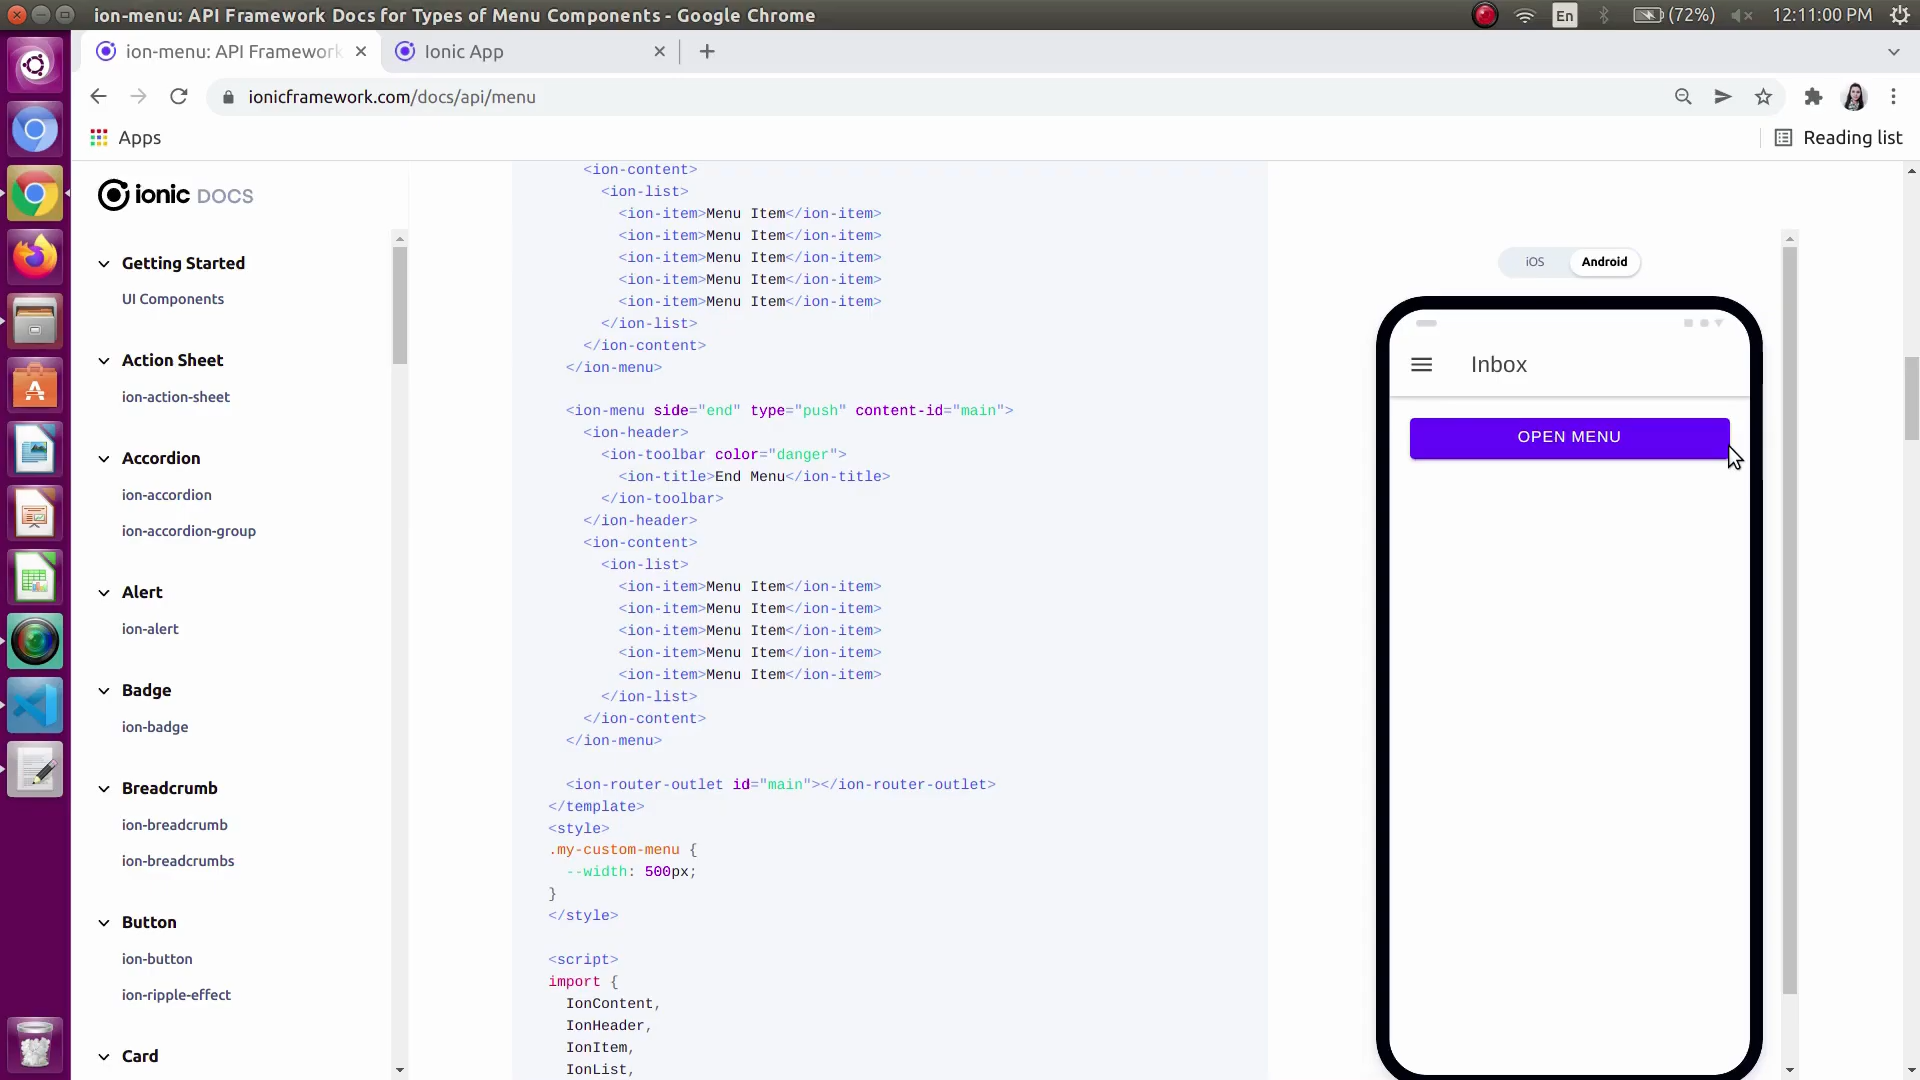 ion-menu: API Framework Docs for Types of Menu Components - Google Chrome
En
(72%)
12:11:00 PM
ion-menu: API Framework
Ionic App
ionicframework.com/docs/api/menu
Apps
Reading list
ionic DOCS
Getting Started
UI Components
Action Sheet
ion-action-sheet
Accordion
ion-accordion
ion-accordion-group
Alert
ion-alert
Badge
ion-badge
Breadcrumb
ion-breadcrumb
ion-breadcrumbs
Button
ion-button
ion-ripple-effect
Card
<ion-content>
<ion-list>
<ion-item>Menu Item</ion-item>
<ion-item>Menu Item</ion-item>
<ion-item>Menu Item</ion-item>
<ion-item>Menu Item</ion-item>
<ion-item>Menu Item</ion-item>
</ion-list>
</ion-content>
</ion-menu>
<ion-menu side="end" type="push" content-id="main">
<ion-header>
<ion-toolbar color="danger">
<ion-title>End Menu</ion-title>
</ion-toolbar>
</ion-header>
<ion-content>
<ion-list>
<ion-item>Menu Item</ion-item>
<ion-item>Menu Item</ion-item>
<ion-item>Menu Item</ion-item>
<ion-item>Menu Item</ion-item>
<ion-item>Menu Item</ion-item>
</ion-list>
</ion-content>
</ion-menu>
<ion-router-outlet id="main"></ion-router-outlet>
</template>
<style>
.my-custom-menu {
--width: 500px;
}
</style>
<script>
import {
IonContent,
IonHeader,
IonItem,
IonList,
iOS
Android
Inbox
OPEN MENU